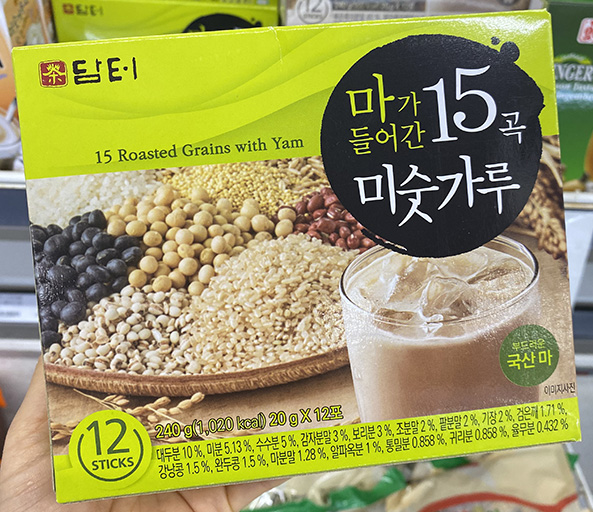 담터
12 STICKS
담터
마가
들어간 15곡
미숫가루
15 Roasted Grains with Yam
부드러운
국산 마
이미지사진
12
STICKS
240 g(1,020 kcal) 20 g X 12포
대두분 10 %, 미분 5.13 %, 수수분 5 %, 감자분말 3 %, 보리분 3 %, 조분말 2 %, 팥분말 2 %, 기장 2 %, 검은깨 1.71 %,
강낭콩 1.5 %, 완두콩 1.5 %, 마분말 1.28 %, 알파옥분 1 %, 통밀분 0.858 %, 귀리분 0.858 %, 율무분 0.432 %